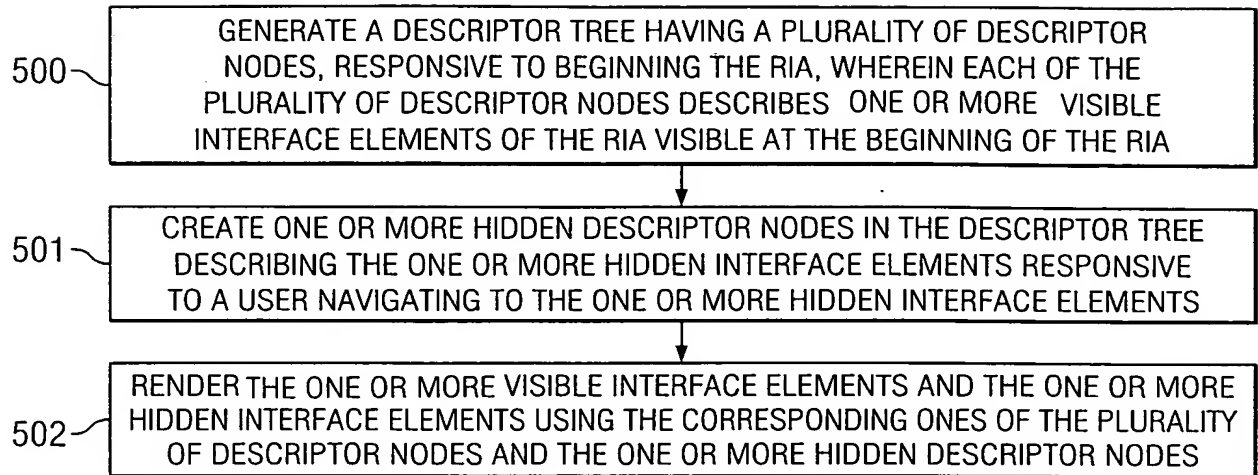 500
GENERATE A DESCRIPTOR TREE HAVING A PLURALITY OF DESCRIPTOR
NODES, RESPONSIVE TO BEGINNING THE RIA, WHEREIN EACH OF THE
PLURALITY OF DESCRIPTOR NODES DESCRIBES ONE OR MORE VISIBLE
INTERFACE ELEMENTS OF THE RIA VISIBLE AT THE BEGINNING OF THE RIA
501
CREATE ONE OR MORE HIDDEN DESCRIPTOR NODES IN THE DESCRIPTOR TREE
DESCRIBING THE ONE OR MORE HIDDEN INTERFACE ELEMENTS RESPONSIVE
TO A USER NAVIGATING TO THE ONE OR MORE HIDDEN INTERFACE ELEMENTS
502
RENDER THE ONE OR MORE VISIBLE INTERFACE ELEMENTS AND THE ONE OR MORE
HIDDEN INTERFACE ELEMENTS USING THE CORRESPONDING ONES OF THE PLURALITY
OF DESCRIPTOR NODES AND THE ONE OR MORE HIDDEN DESCRIPTOR NODES